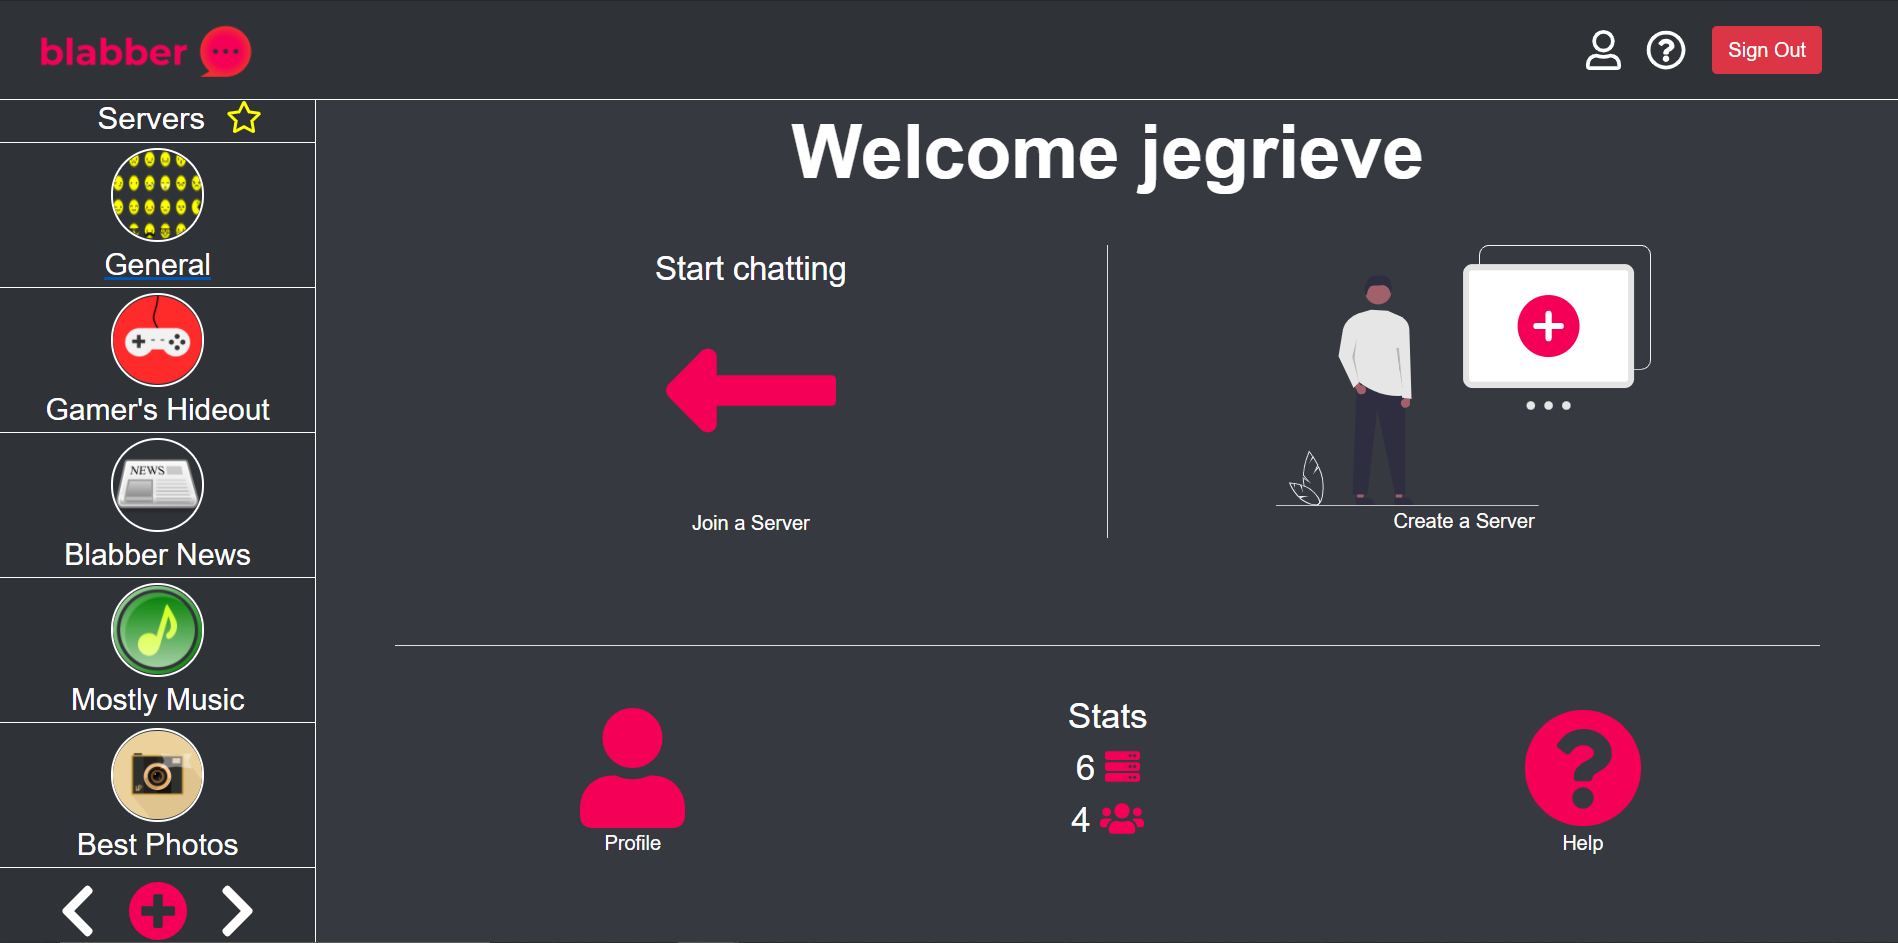 blabber
Sign Out
Servers
General
Gamer's Hideout
NEWS
Blabber News
Mostly Music
Best Photos
Welcome jegrieve
Start chatting
Join a Server
Create a Server
Profile
Stats
6
4
Help